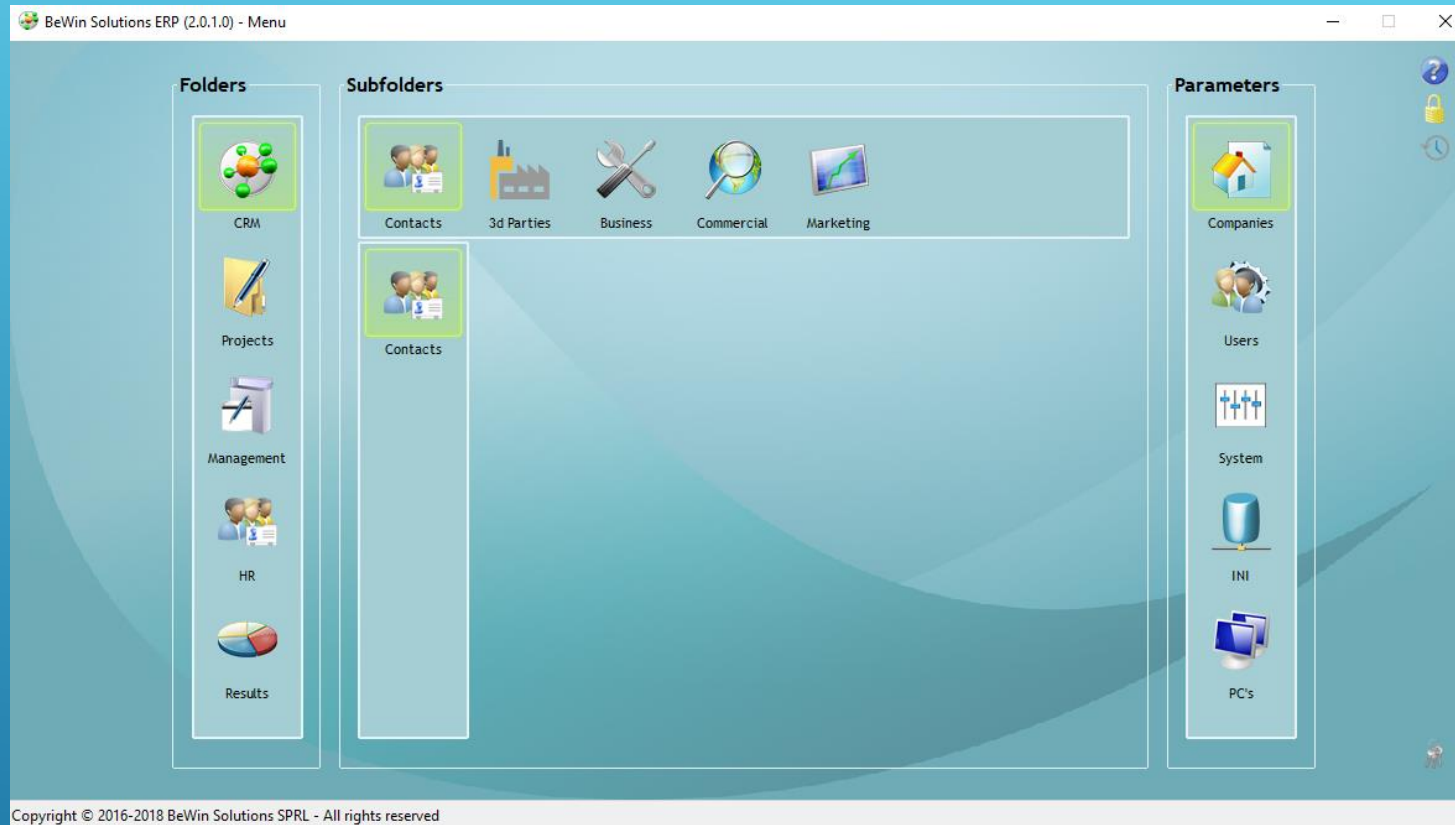 BeWin Solutions ERP (2.0.1.0) - Menu
Folders
Subfolders
Parameters
CRM
Contacts
3d Parties
Business
Commercial
Marketing
Companies
Projects
Contacts
Users
Management
System
HR
INI
Results
PC's
Copyright © 2016-2018 BeWin Solutions SPRL - All rights reserved